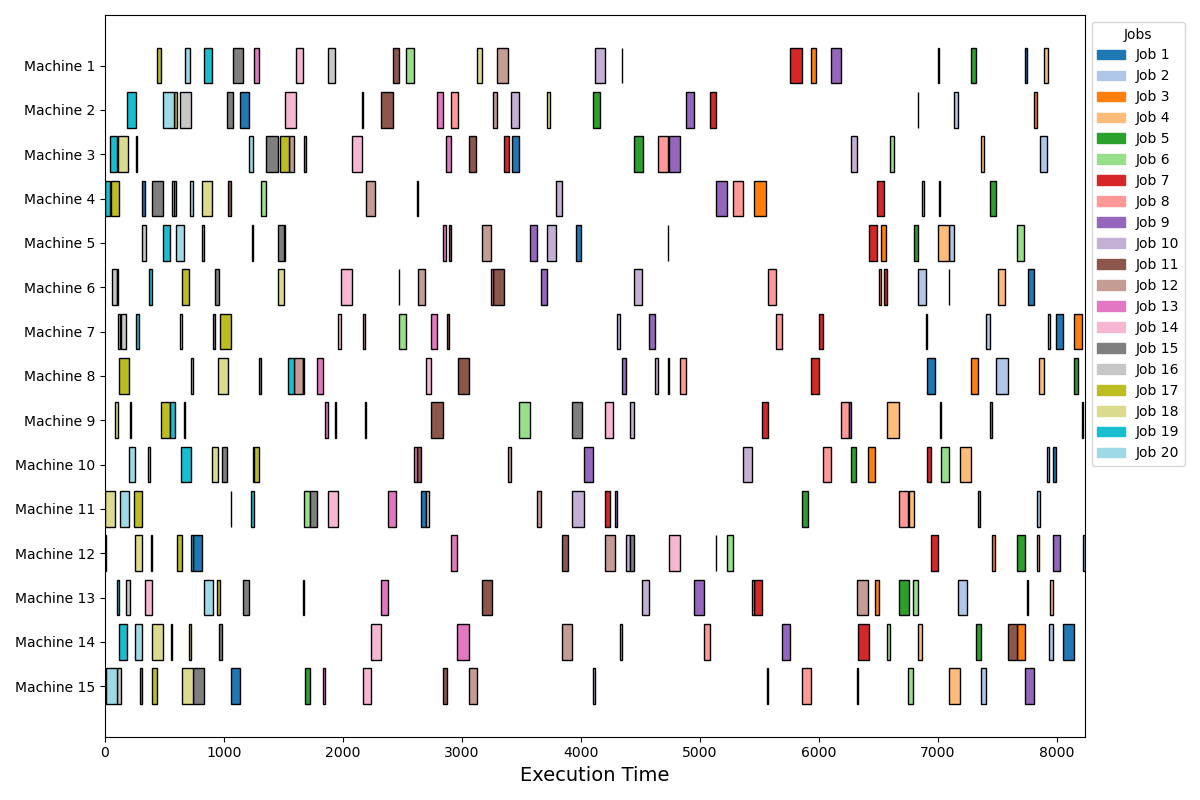 Machine 1
Machine 2
Machine 3
Machine 4
Machine 5
Machine 6
Machine 7
Machine 8
Machine 9
Machine 10
Machine 11
Machine 12
Machine 13
Machine 14
Machine 15
0 1000 2000 3000 4000 5000 6000 7000 8000
Execution Time
Jobs
Job 1
Job 2
Job 3
Job 4
Job 5
Job 6
Job 7
Job 8
Job 9
Job 10
Job 11
Job 12
Job 13
Job 14
Job 15
Job 16
Job 17
Job 18
Job 19
Job 20